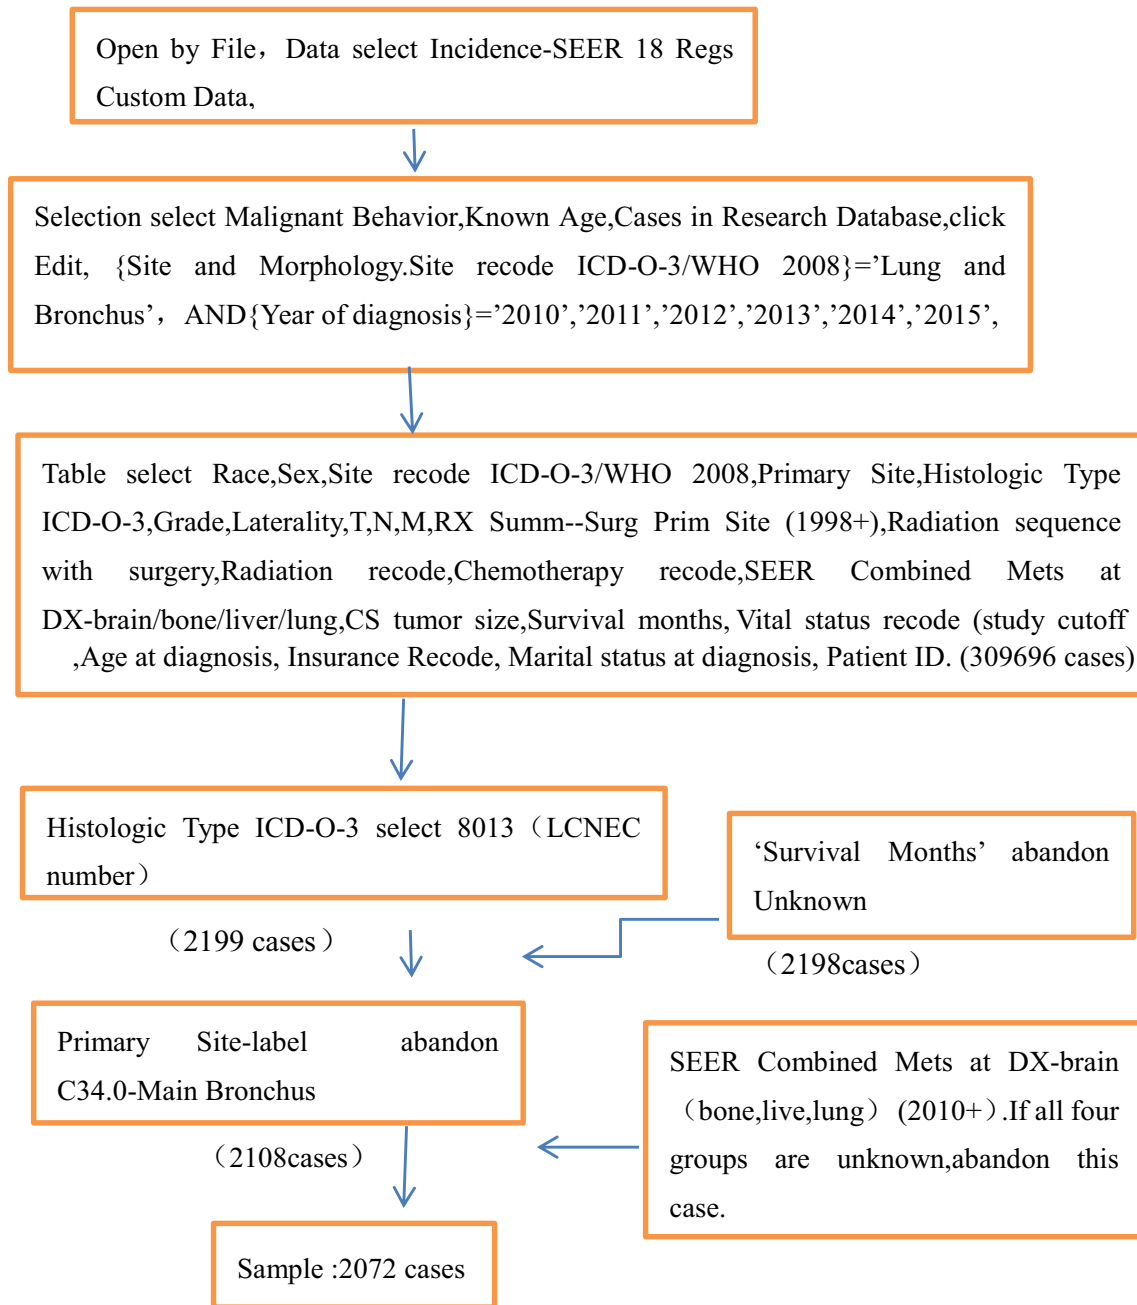 Open by File，Data select Incidence-SEER 18 Regs
Custom Data,
Selection select Malignant Behavior,Known Age,Cases in Research Database,click
Edit, {Site and Morphology.Site recode ICD-O-3/WHO 2008}=’Lung and
Bronchus’，AND{Year of diagnosis}=’2010’,’2011’,’2012’,’2013’,’2014’,’2015’,
Table select Race,Sex,Site recode ICD-O-3/WHO 2008,Primary Site,Histologic Type
ICD-O-3,Grade,Laterality,T,N,M,RX Summ--Surg Prim Site (1998+),Radiation sequence
with surgery,Radiation recode,Chemotherapy recode,SEER Combined Mets at
DX-brain/bone/liver/lung,CS tumor size,Survival months, Vital status recode (study cutoff
,Age at diagnosis, Insurance Recode, Marital status at diagnosis, Patient ID. (309696 cases)
Histologic Type ICD-O-3 select 8013（LCNEC
number）
（2199 cases）
‘Survival Months’ abandon
Unknown
（2198cases）
Primary Site-label abandon
C34.0-Main Bronchus
（2108cases）
SEER Combined Mets at DX-brain
（bone,live,lung） (2010+).If all four
groups are unknown,abandon this
case.
Sample :2072 cases